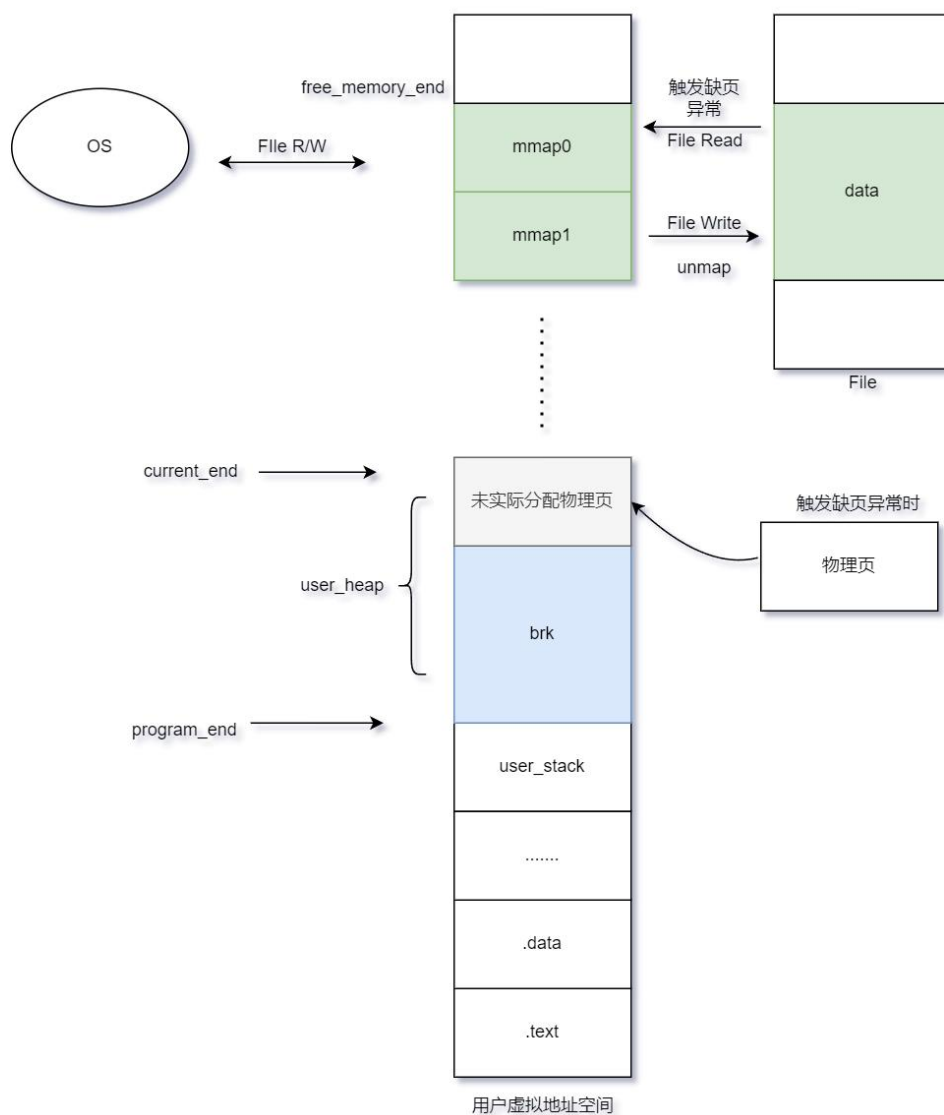 free_memory_end
触发缺页
异常
OS
FIle R/W
mmap0
File Read
data
mmap1
File Write
unmap
File
current_end
未实际分配物理页
触发缺页异常时
物理页
user_heap
brk
program_end
user_stack
.......
.data
.text
用户虚拟地址空间